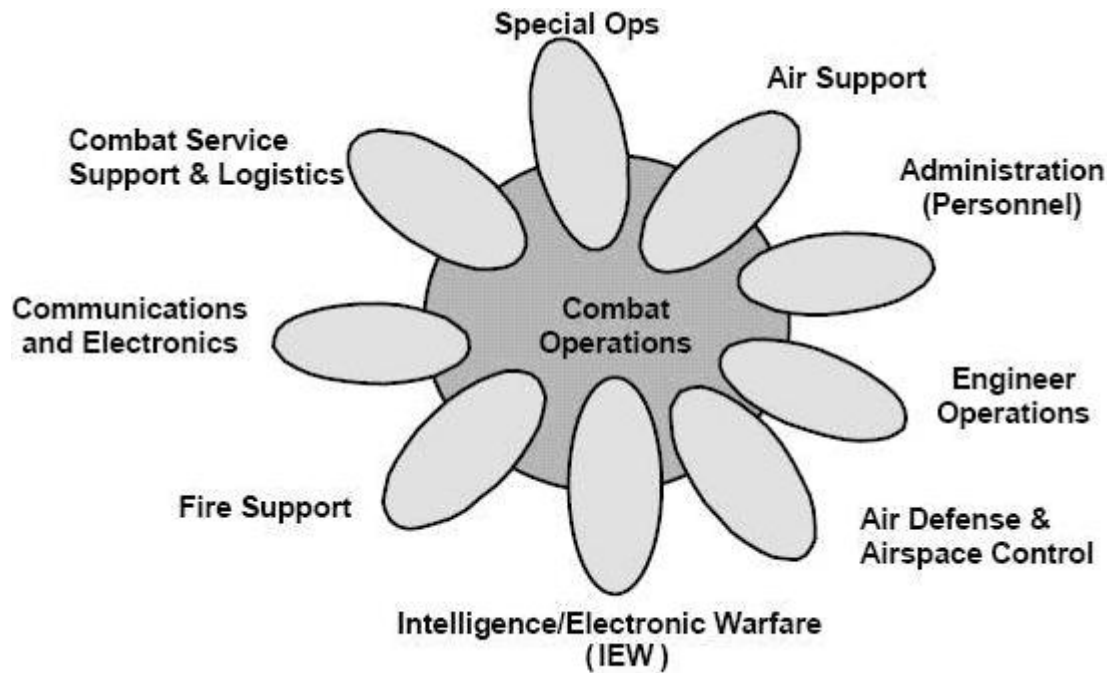 Special Ops
Air Support
Combat Service
Support & Logistics
Administration
(Personnel)
Communications
and Electronics
Combat
Operations
Engineer
Operations
Fire Support
Air Defense &
Airspace Control
Intelligence/Electronic Warfare
( IEW )